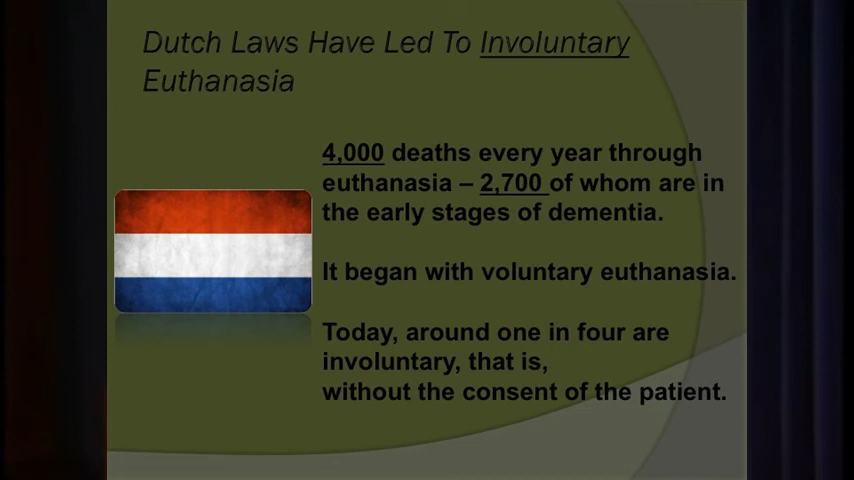 Dutch Laws Have Led To Involuntary
Euthanasia
4,000 deaths every year through
euthanasia – 2,700 of whom are in
the early stages of dementia.
It began with voluntary euthanasia.
Today, around one in four are
involuntary, that is,
without the consent of the patient.